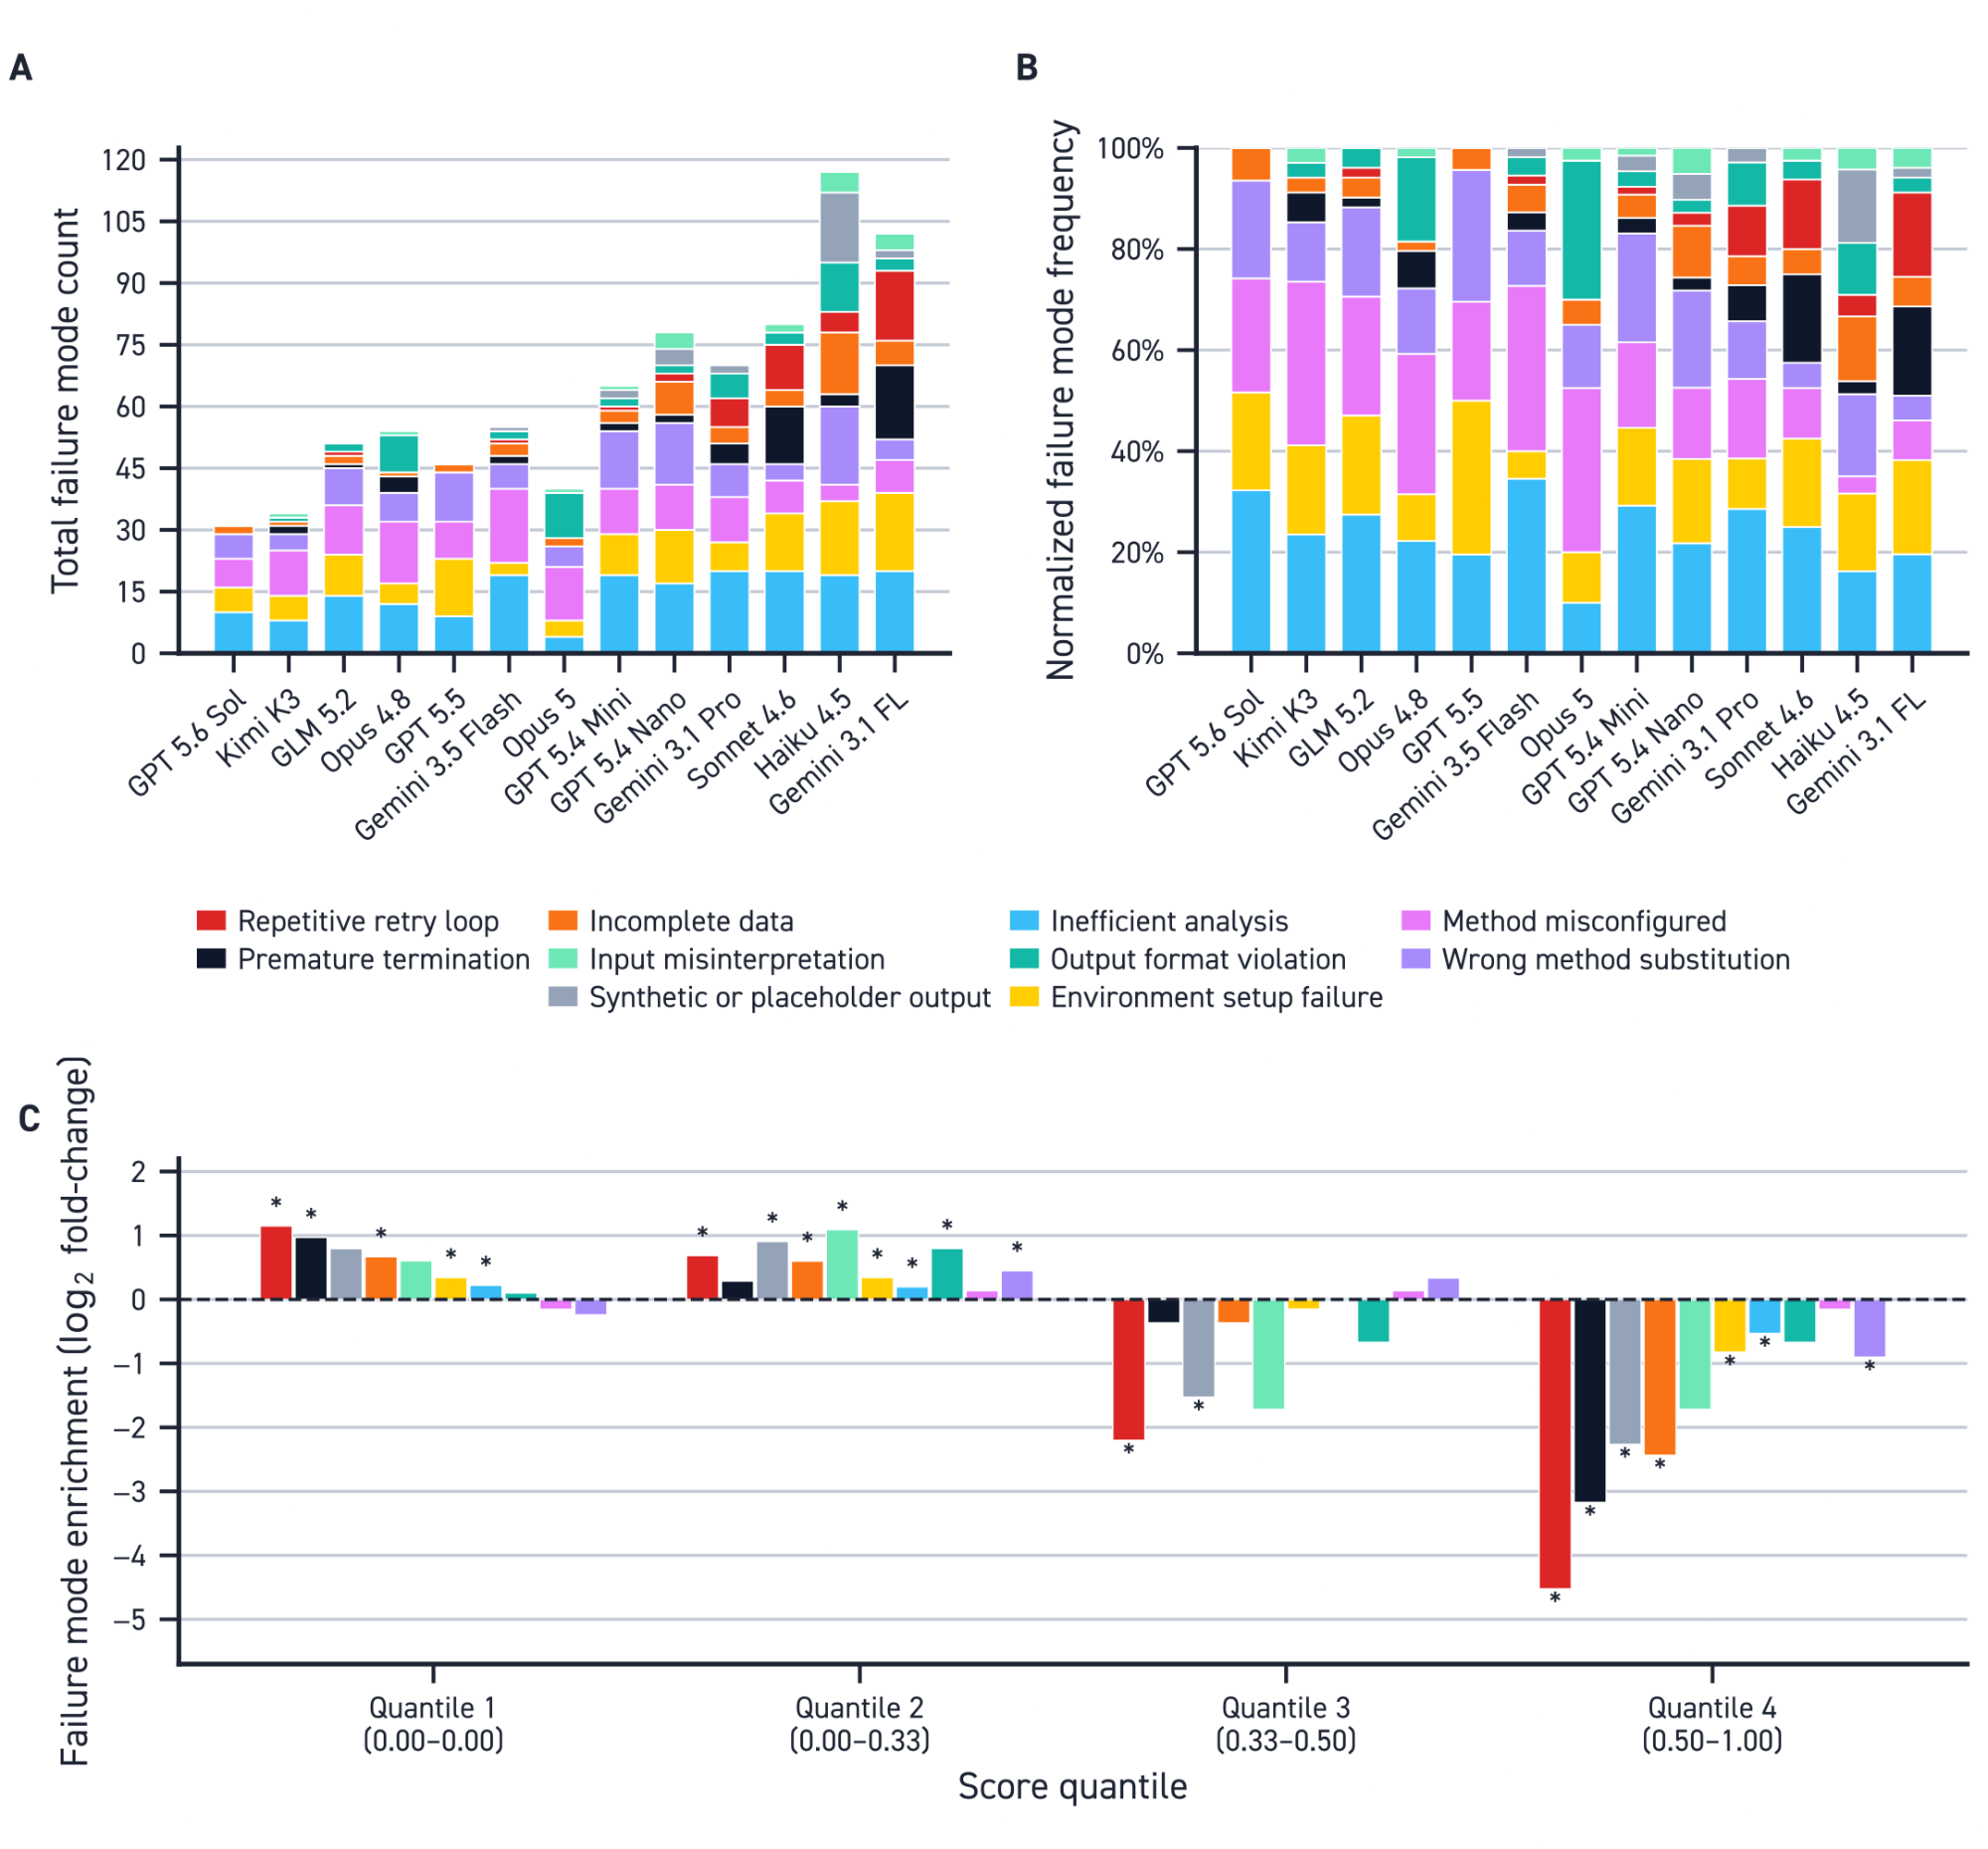 A
B
Total failure mode count
120
105
90
75
60
45
30
15
0
GPT 5.6 Sol
Kimi K3
GLM 5.2
Opus 4.8
GPT 5.5
Gemini 3.5 Flash
Opus 5
GPT 5.4 Mini
GPT 5.4 Nano
Gemini 3.1 Pro
Sonnet 4.6
Haiku 4.5
Gemini 3.1 FL
Normalized failure mode frequency
100%
80%
60%
40%
20%
0%
GPT 5.6 Sol
Kimi K3
GLM 5.2
Opus 4.8
GPT 5.5
Gemini 3.5 Flash
Opus 5
GPT 5.4 Mini
GPT 5.4 Nano
Gemini 3.1 Pro
Sonnet 4.6
Haiku 4.5
Gemini 3.1 FL
Repetitive retry loop
Incomplete data
Inefficient analysis
Method misconfigured
Premature termination
Input misinterpretation
Output format violation
Wrong method substitution
Synthetic or placeholder output
Environment setup failure
C
Failure mode enrichment (log₂ fold-change)
2
1
0
−1
−2
−3
−4
−5
* * * * *
* * * * * * * *
* *
* * * * * * *
Quantile 1
(0.00–0.00)
Quantile 2
(0.00–0.33)
Quantile 3
(0.33–0.50)
Quantile 4
(0.50–1.00)
Score quantile